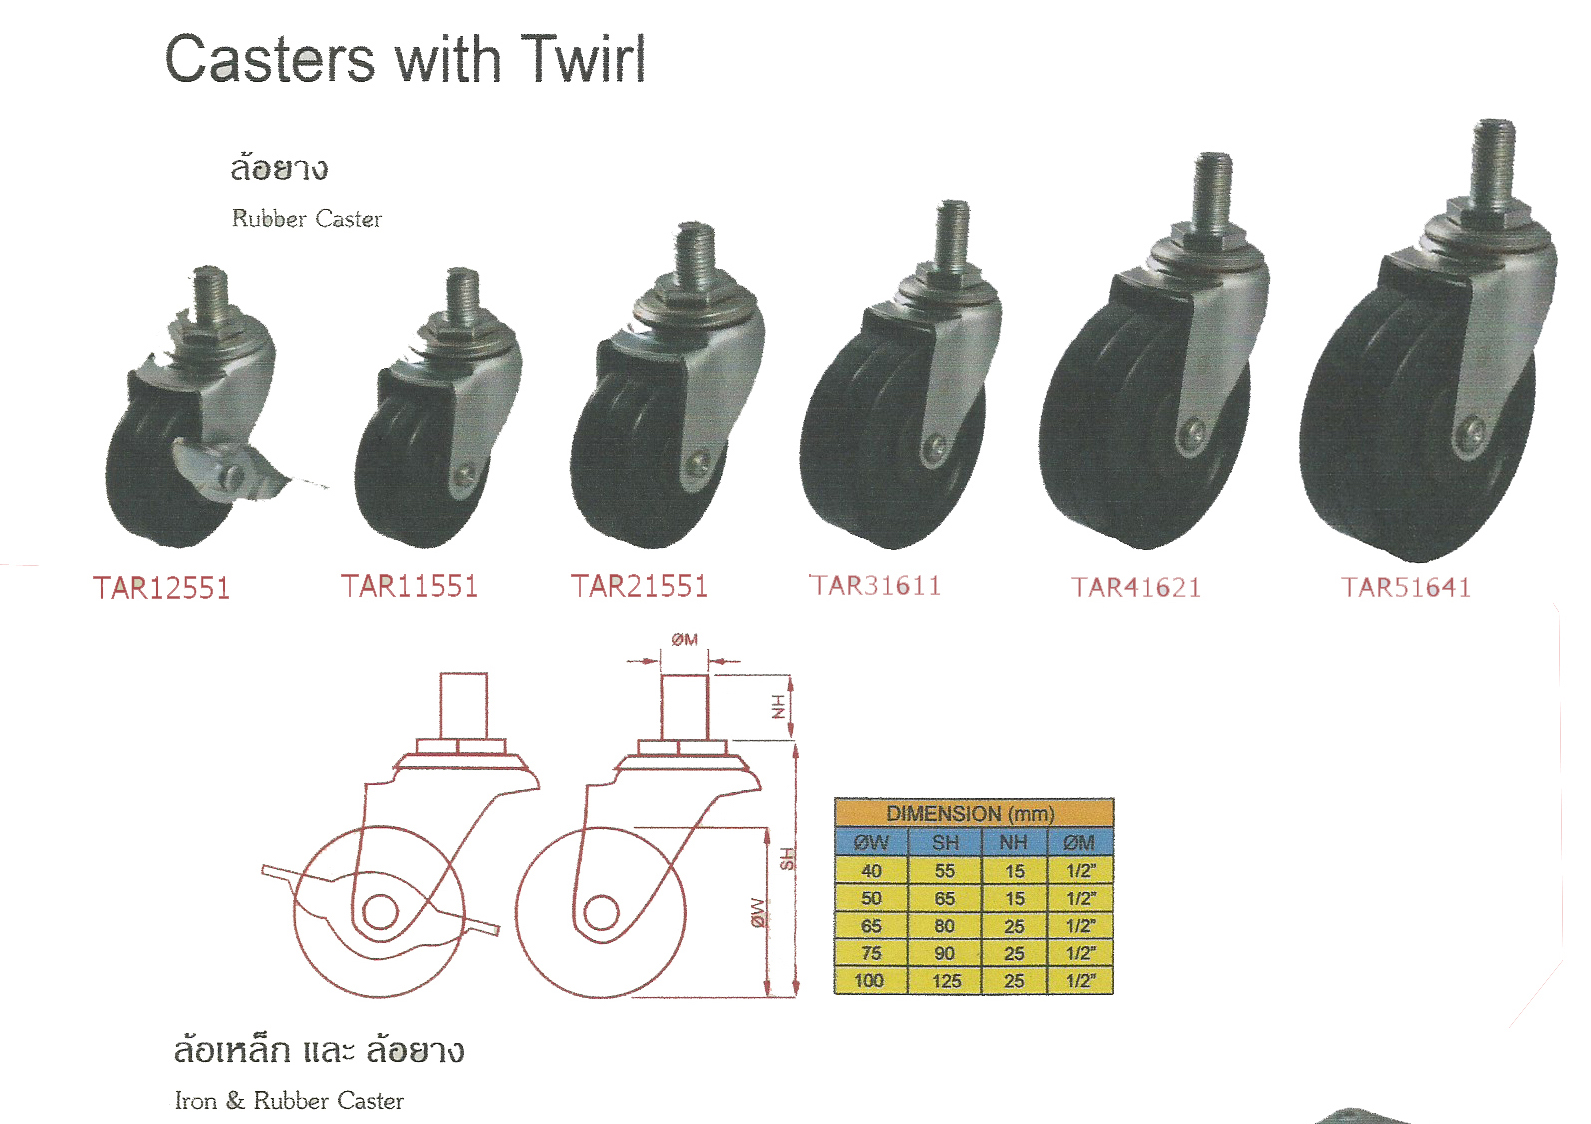 Casters with Twirl
ล้อยาง
Rubber Caster
TAR12551 TAR11551 TAR21551 TAR31611 TAR41621 TAR51641
ØM
NH
SH
ØW
DIMENSION (mm)
ØW SH NH ØM
40 55 15 1/2"
50 65 15 1/2"
65 80 25 1/2"
75 90 25 1/2"
100 125 25 1/2"
ล้อเหล็ก และ ล้อยาง
Iron & Rubber Caster